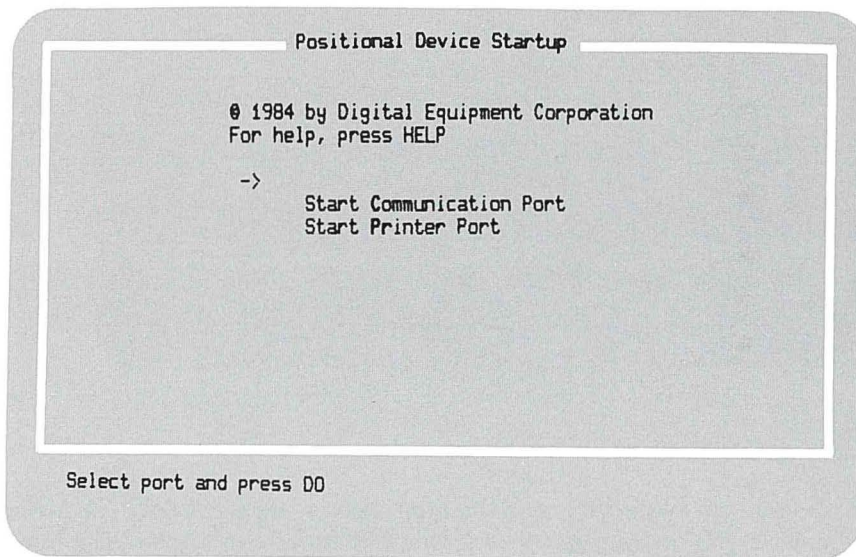 Positional Device Startup
© 1984 by Digital Equipment Corporation
For help, press HELP
->
Start Communication Port
Start Printer Port
Select port and press DO